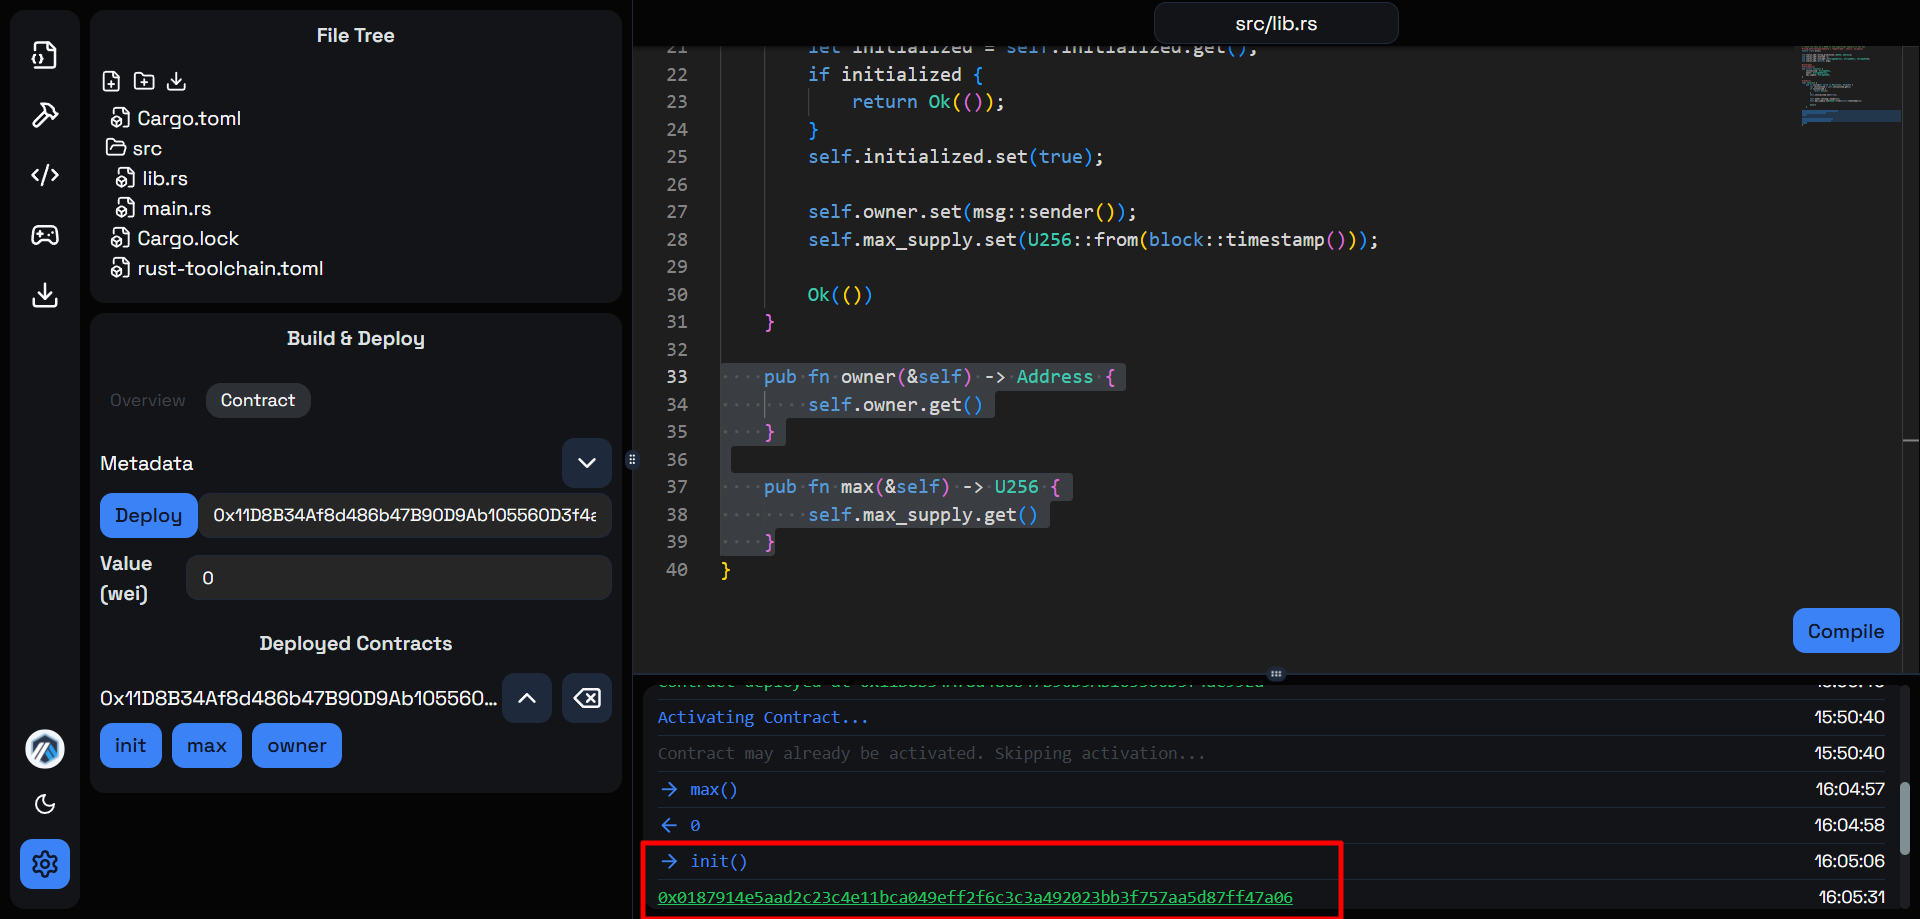 File Tree
Cargo.toml
src
lib.rs
main.rs
Cargo.lock
rust-toolchain.toml
Build & Deploy
Overview
Contract
Metadata
Deploy
0x11D8B34Af8d486b47B90D9Ab105560D3f4a
Value
(wei)
0
Deployed Contracts
0x11D8B34Af8d486b47B90D9Ab105560...
init
max
owner
src/lib.rs
21 let initialized = self.initialized.get();
22 if initialized {
23 return Ok(());
24 }
25 self.initialized.set(true);
26
27 self.owner.set(msg::sender());
28 self.max_supply.set(U256::from(block::timestamp()));
29
30 Ok(())
31 }
32
33 pub fn owner(&self) -> Address {
34 self.owner.get()
35 }
36
37 pub fn max(&self) -> U256 {
38 self.max_supply.get()
39 }
40 }
Compile
Contract deployed at
Activating Contract... 15:50:40
Contract may already be activated. Skipping activation... 15:50:40
→ max() 16:04:57
← 0 16:04:58
→ init() 16:05:06
0x0187914e5aad2c23c4e11bca049eff2f6c3c3a492023bb3f757aa5d87ff47a06 16:05:31